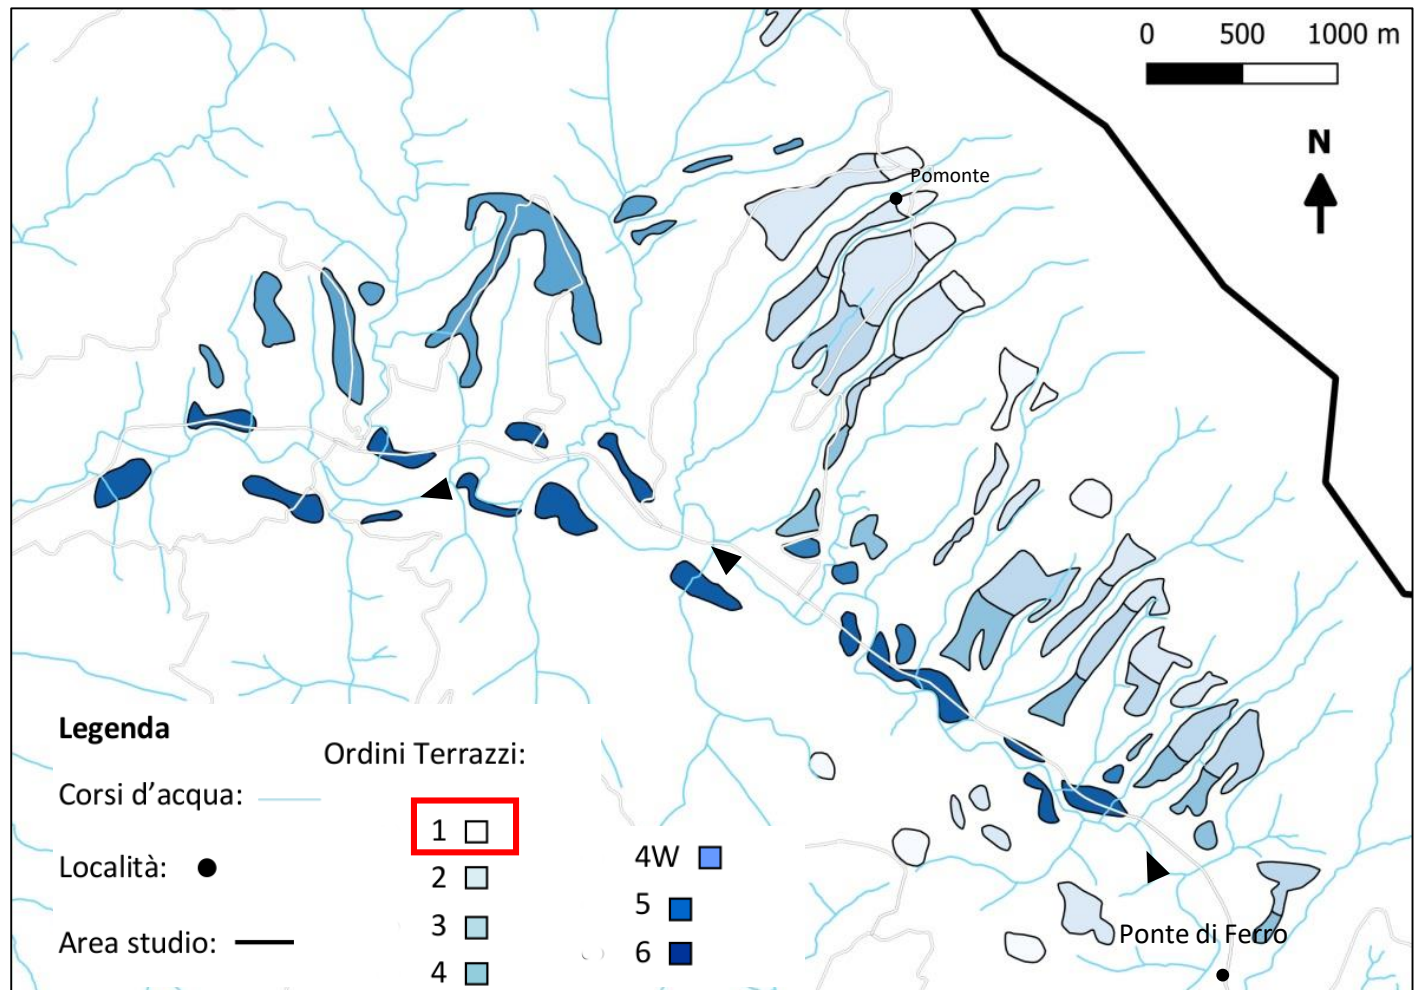 0 500 1000 m
N
Pomonte
Legenda
Ordini Terrazzi:
Corsi d'acqua:
1
2
3
4
4W
5
6
Località:
Area studio:
Ponte di Ferro